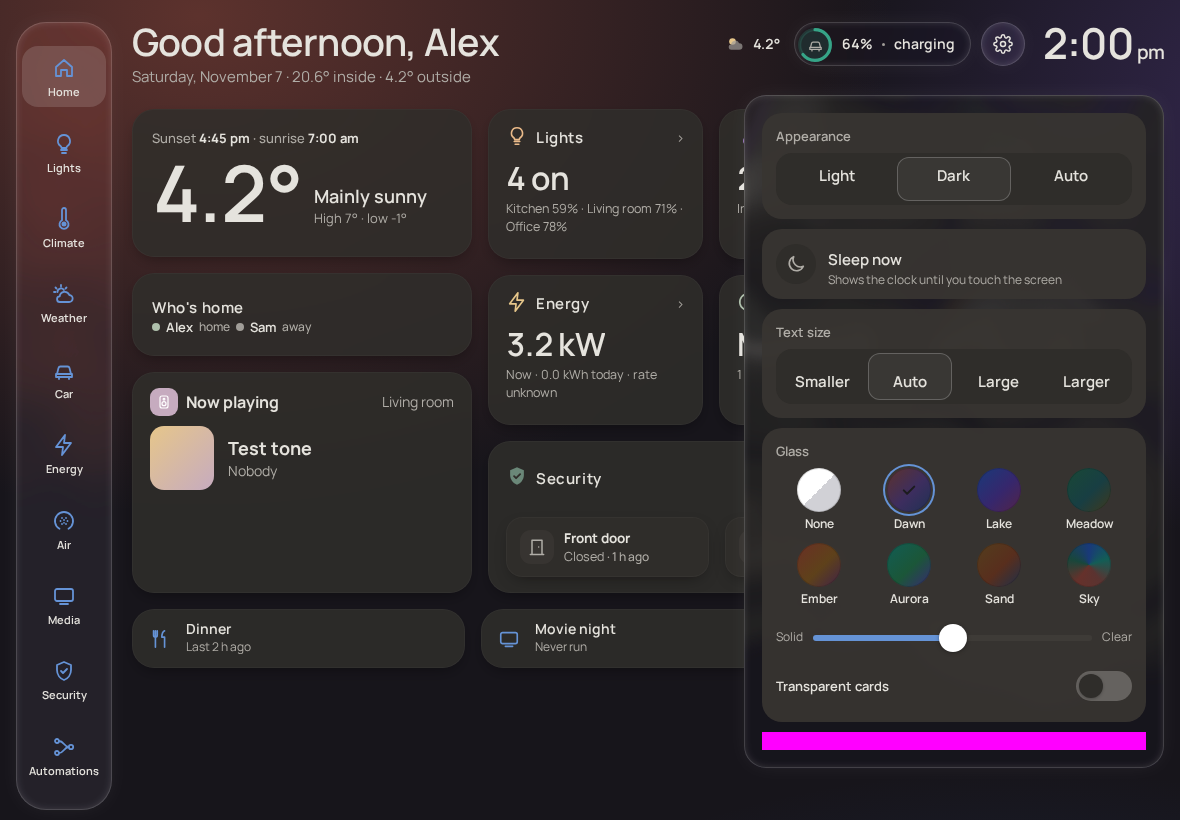 Good afternoon, Alex
Saturday, November 7 · 20.6° inside · 4.2° outside
4.2°
64% • charging
2:00 pm
Home
Lights
Climate
Weather
Car
Energy
Air
Media
Security
Automations
Sunset 4:45 pm · sunrise 7:00 am
4.2°
Mainly sunny
High 7° · low -1°
Who's home
Alex home Sam away
Now playing
Living room
Test tone
Nobody
Lights
4 on
Kitchen 59% · Living room 71% ·
Office 78%
Energy
3.2 kW
Now · 0.0 kWh today · rate
unknown
Security
Front door
Closed · 1 h ago
Dinner
Last 2 h ago
Movie night
Never run
Appearance
Light
Dark
Auto
Sleep now
Shows the clock until you touch the screen
Text size
Smaller
Auto
Large
Larger
Glass
None
Dawn
Lake
Meadow
Ember
Aurora
Sand
Sky
Solid
Clear
Transparent cards